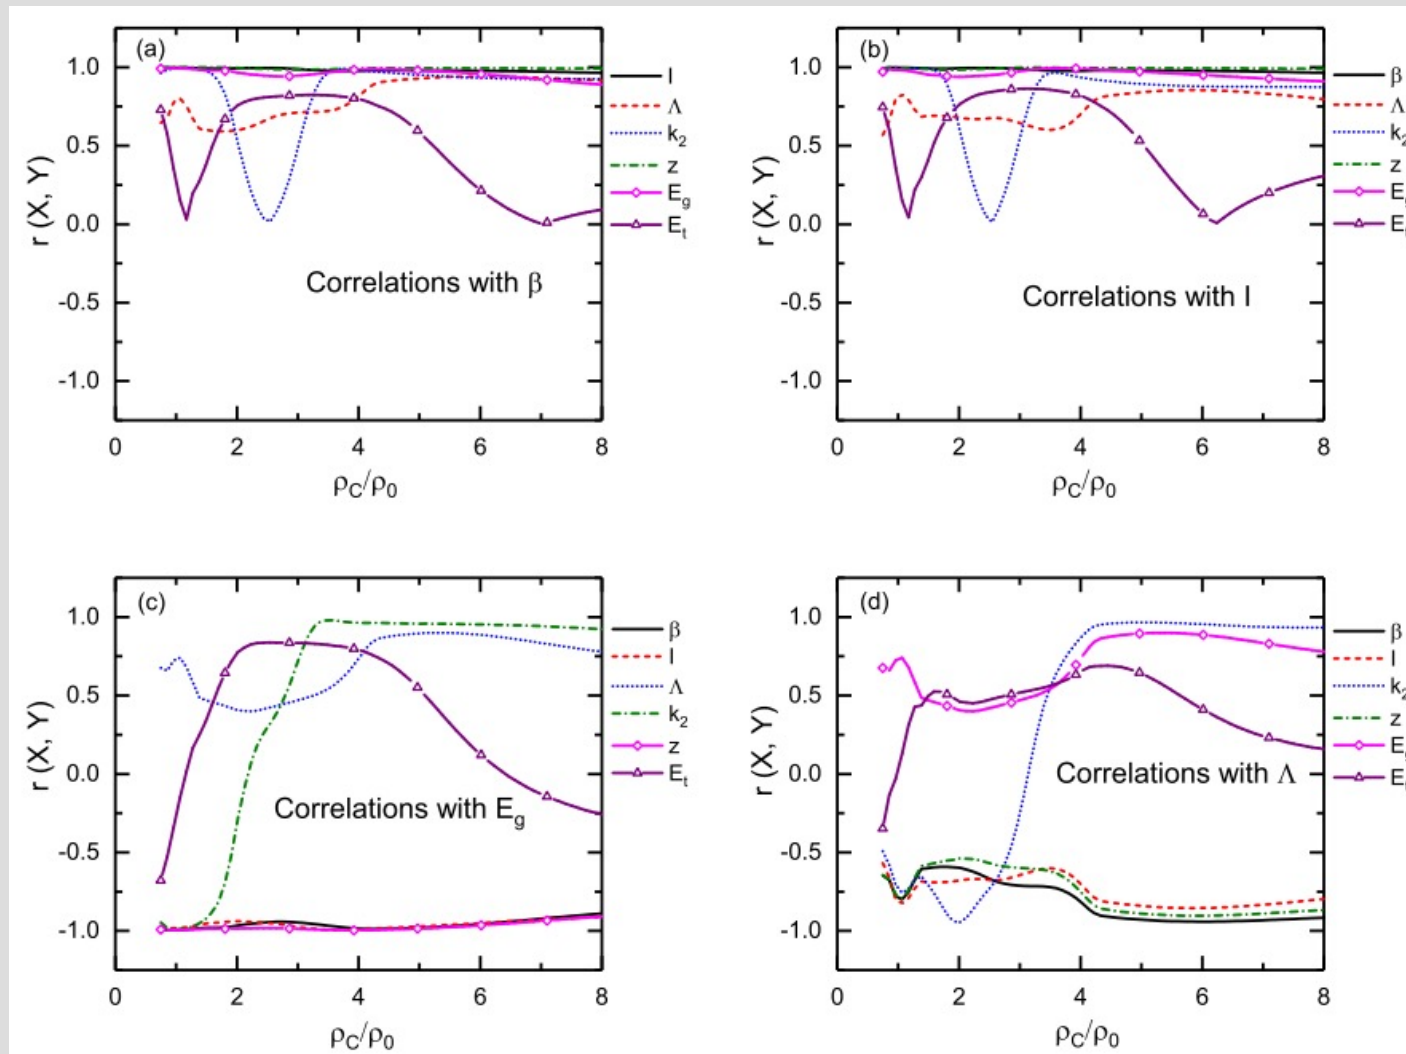 (a)
1.0
0.5
0.0
-0.5
-1.0
r (X, Y)
0 2 4 6 8
ρC/ρ0
Correlations with β
I
Λ
k2
z
Eg
Et
(b)
1.0
0.5
0.0
-0.5
-1.0
r (X, Y)
0 2 4 6 8
ρC/ρ0
Correlations with I
β
Λ
k2
z
E
E
(c)
1.0
0.5
0.0
-0.5
-1.0
r (X, Y)
0 2 4 6 8
ρC/ρ0
Correlations with Eg
β
I
Λ
k2
z
Et
(d)
1.0
0.5
0.0
-0.5
-1.0
r (X, Y)
0 2 4 6 8
ρC/ρ0
Correlations with Λ
β
I
k2
z
E
E